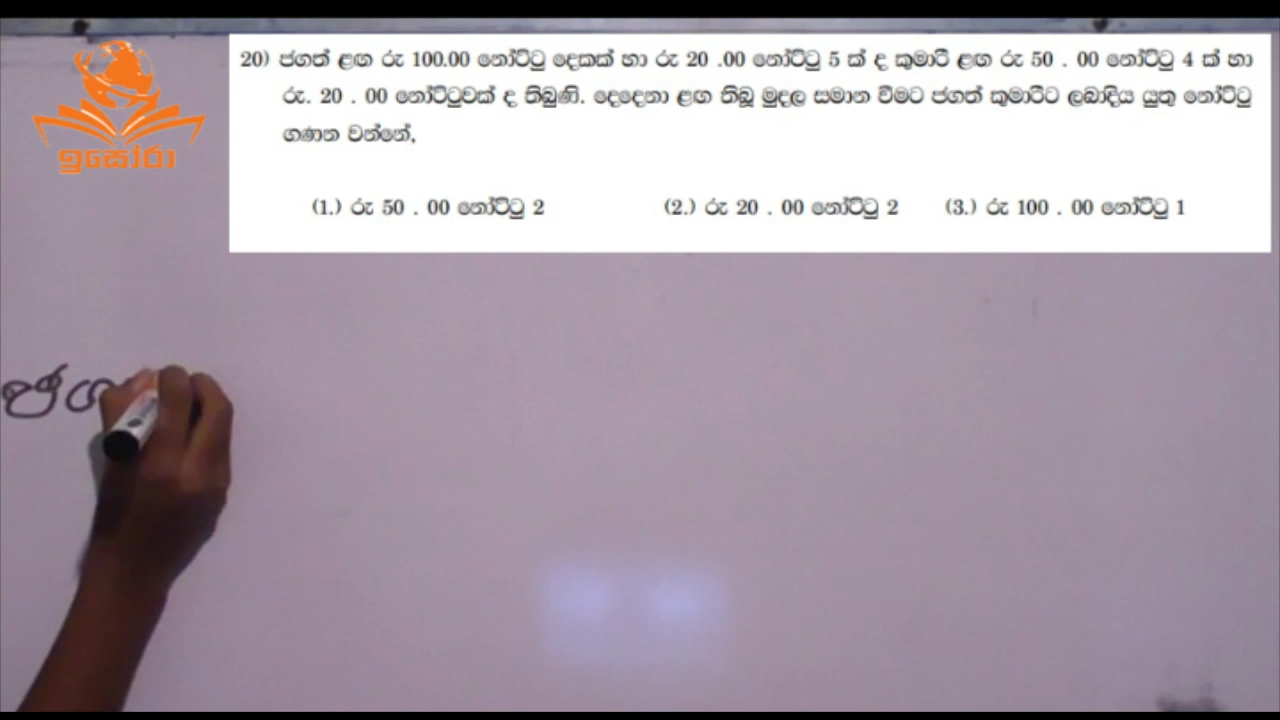 ඉසෝරා
20) ජගත් ළඟ රු 100.00 නෝට්ටු දෙකක් හා රු 20 .00 නෝට්ටු 5 ක් ද කුමාරි ළඟ රු 50 . 00 නෝට්ටු 4 ක් හා
රු. 20 . 00 නෝට්ටුවක් ද තිබුණි. දෙදෙනා ළඟ තිබූ මුදල සමාන වීමට ජගත් කුමාරිට ලබාදිය යුතු නෝට්ටු
ගණන වන්නේ,
(1.) රු 50 . 00 නෝට්ටු 2 (2.) රු 20 . 00 නෝට්ටු 2 (3.) රු 100 . 00 නෝට්ටු 1
ජග